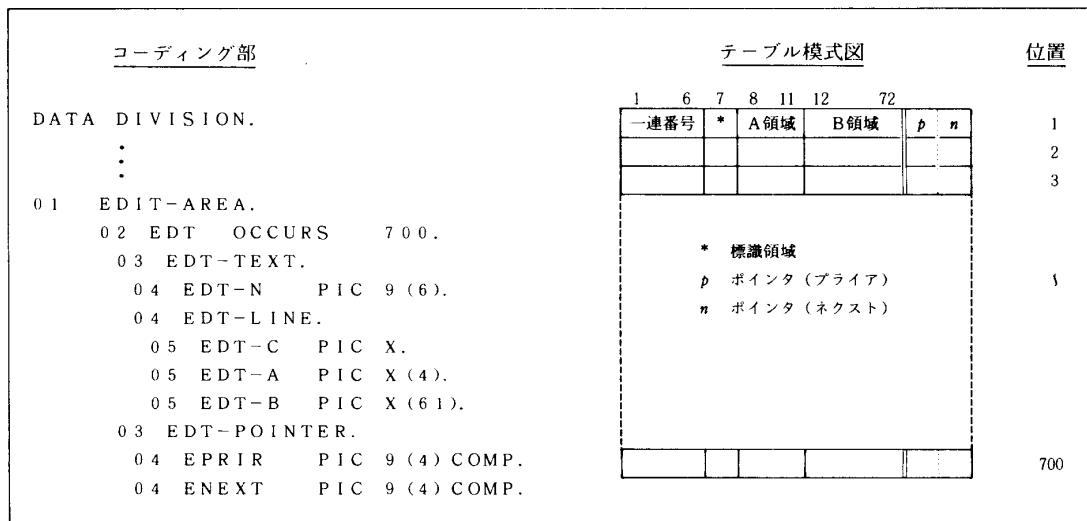 コーディング部
DATA DIVISION.
・
・
・
01 EDIT-AREA.
02 EDT OCCURS 700.
03 EDT-TEXT.
04 EDT-N PIC 9(6).
04 EDT-LINE.
05 EDT-C PIC X.
05 EDT-A PIC X(4).
05 EDT-B PIC X(61).
03 EDT-POINTER.
04 EPRIR PIC 9(4)COMP.
04 ENEXT PIC 9(4)COMP.
テーブル模式図 位置
1 6 7 8 11 12 72
一連番号 * A領域 B領域 p n 1
2
3
* 標識領域
p ポインタ(プライア)
n ポインタ(ネクスト)
700